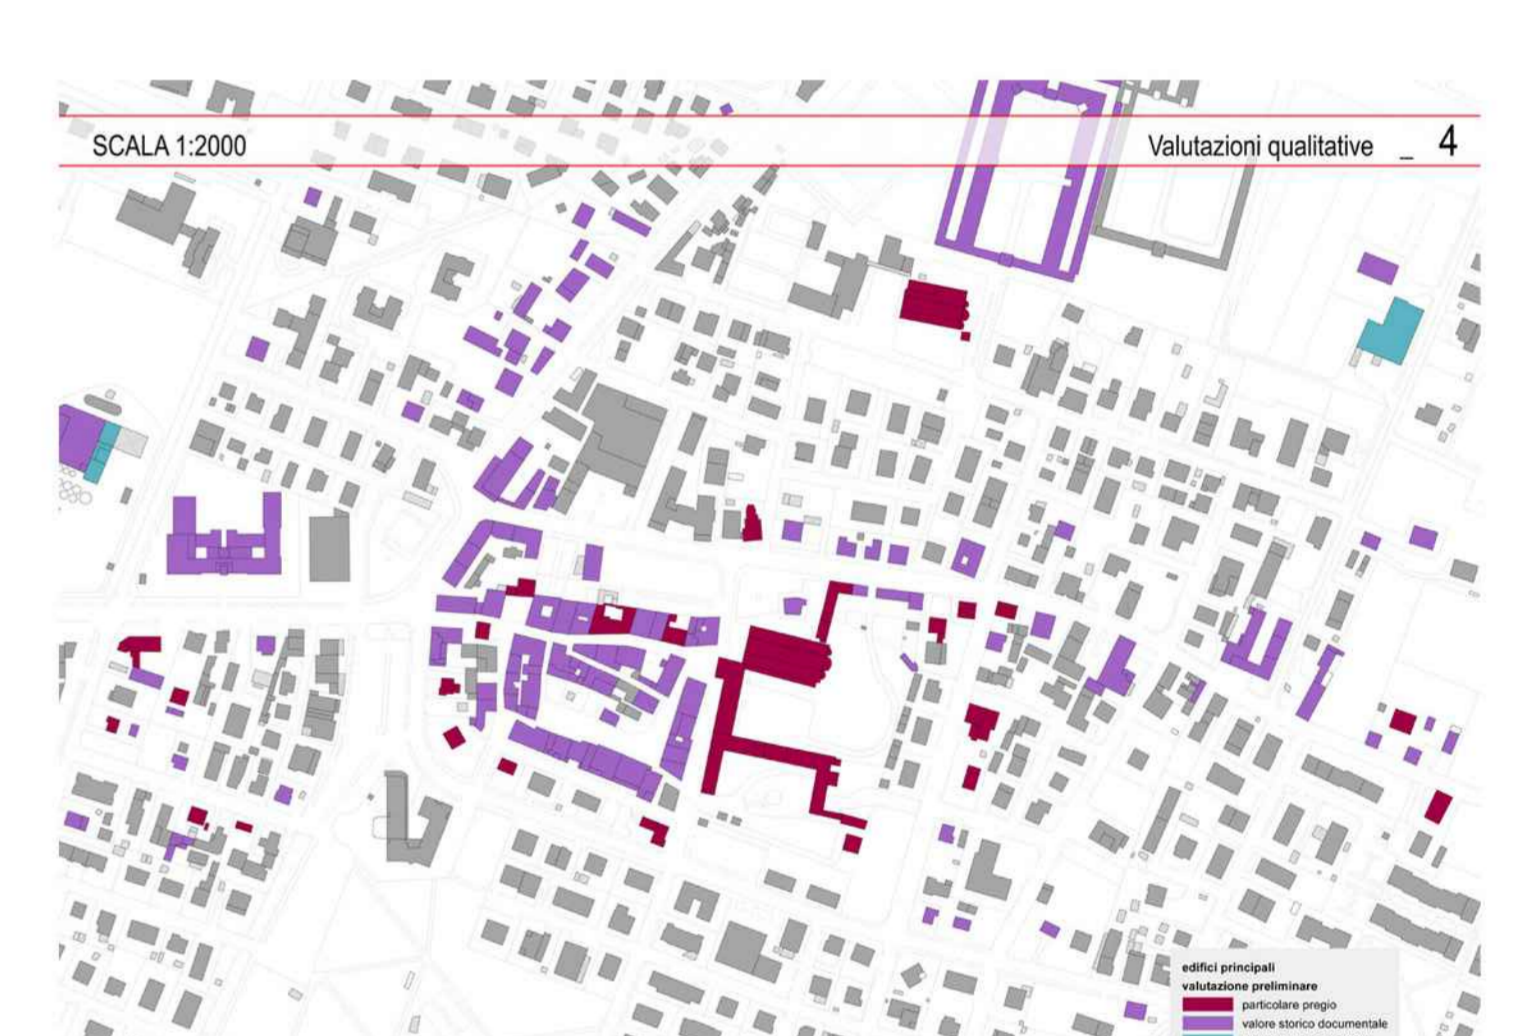 SCALA 1:2000
Valutazioni qualitative _ 4
edifici principali
valutazione preliminare
particolare pregio
valore storico documentale